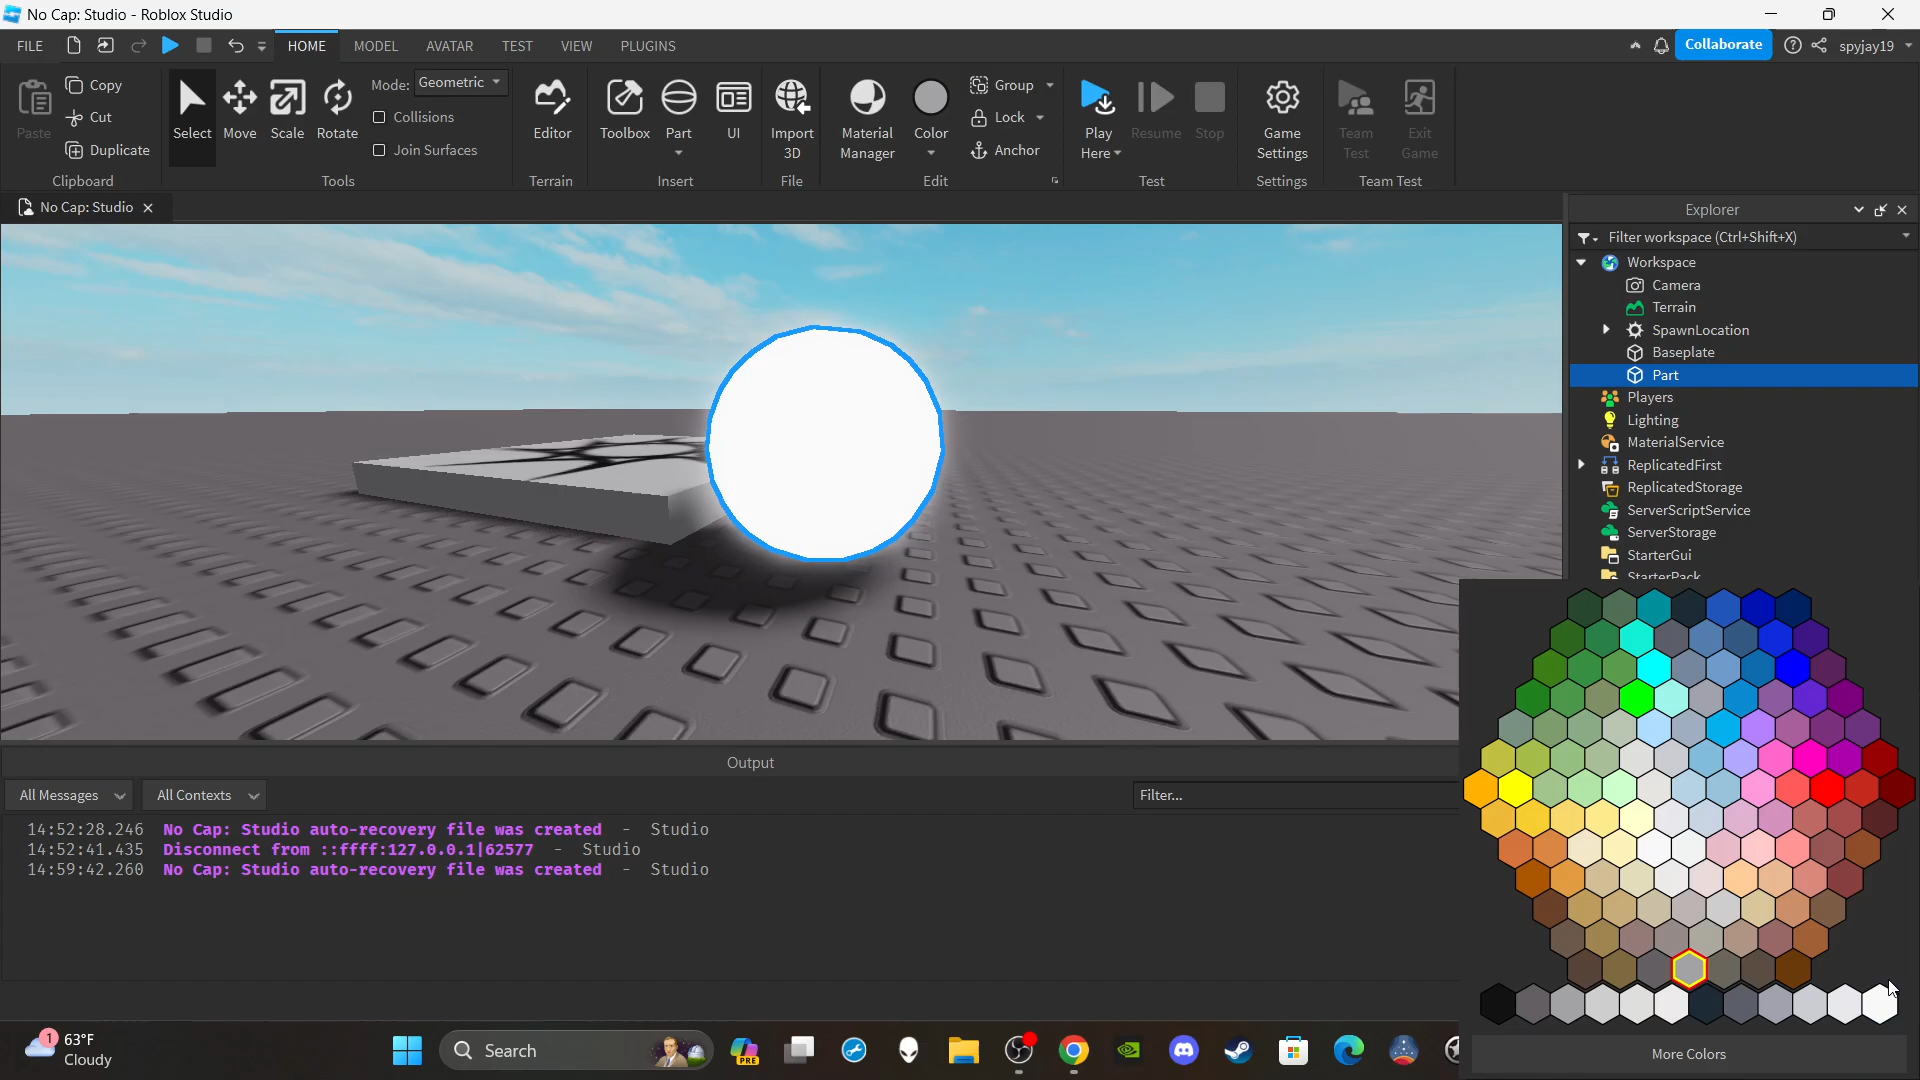 No Cap: Studio - Roblox Studio
FILE HOME MODEL AVATAR TEST VIEW PLUGINS Collaborate spyjay19
Paste Copy Cut Duplicate Clipboard
Select Move Scale Rotate Mode: Geometric
Collisions
Join Surfaces
Tools
Editor
Terrain
Toolbox Part UI
Insert
Import 3D
File
Material Manager Color Group Lock Anchor
Edit
Play Here Resume Stop
Test
Game Settings
Settings
Team Test Exit Game
Team Test
No Cap: Studio
Explorer
Filter workspace (Ctrl+Shift+X)
Workspace
Camera
Terrain
SpawnLocation
Baseplate
Part
Players
Lighting
MaterialService
ReplicatedFirst
ReplicatedStorage
ServerScriptService
ServerStorage
StarterGui
StarterPack
Output
All Messages All Contexts Filter...
14:52:28.246 No Cap: Studio auto-recovery file was created - Studio
14:52:41.435 Disconnect from ::ffff:127.0.0.1|62577 - Studio
14:59:42.260 No Cap: Studio auto-recovery file was created - Studio
More Colors
1 63°F
Cloudy
Search
PRE